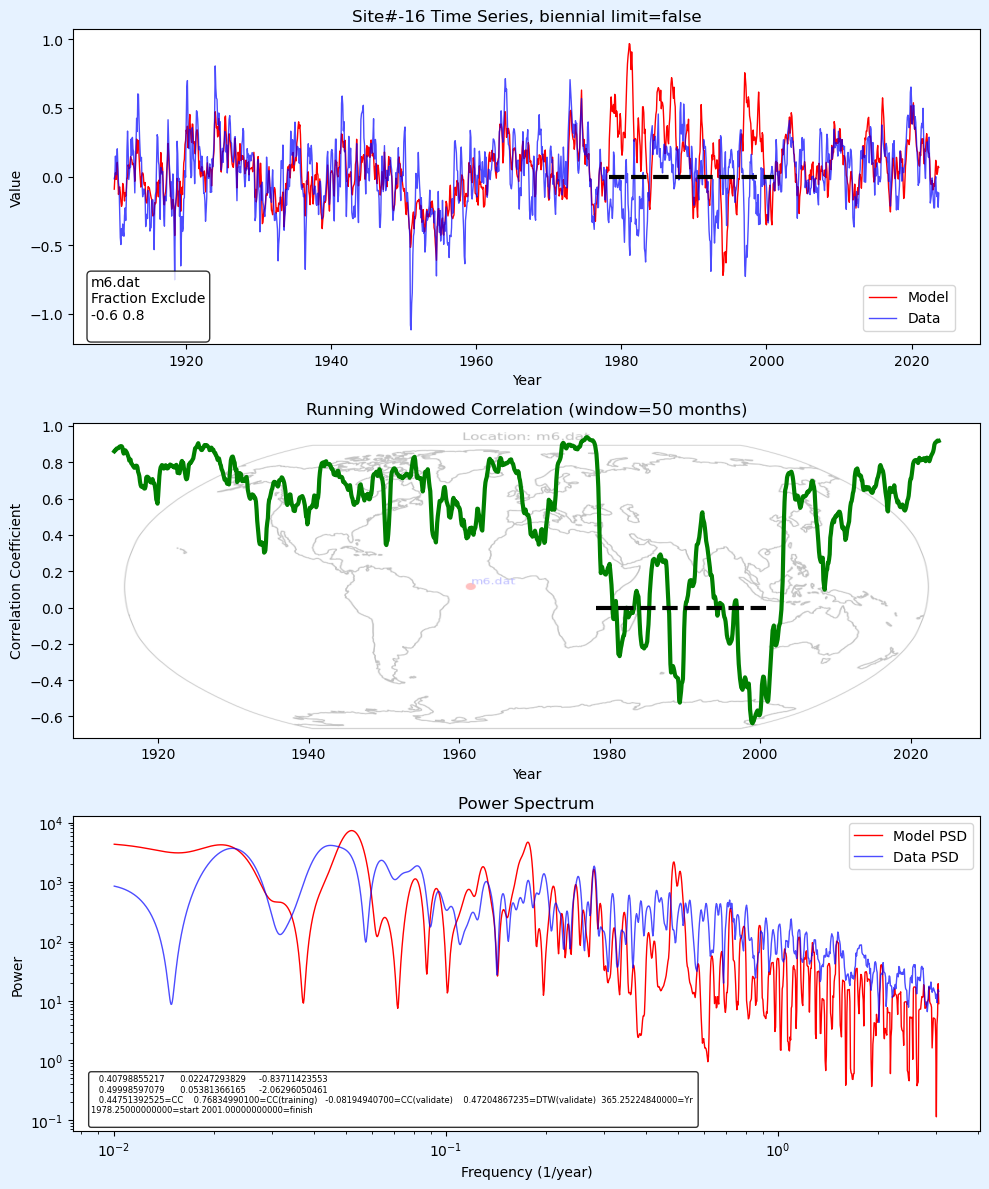 Site#-16 Time Series, biennial limit=false
1.0
0.5
0.0
−0.5
−1.0
Value
m6.dat
Fraction Exclude
-0.6 0.8
Model
Data
1920 1940 1960 1980 2000 2020
Year
Running Windowed Correlation (window=50 months)
Location: m6.dat
1.0
0.8
0.6
0.4
0.2
0.0
−0.2
−0.4
−0.6
Correlation Coefficient
m6.dat
1920 1940 1960 1980 2000 2020
Year
Power Spectrum
10⁴
10³
10²
10¹
10⁰
10⁻¹
Power
Model PSD
Data PSD
0.40798855217 0.02247293829 -0.83711423553
0.49998597079 0.05381366165 -2.06296050461
0.44751392525=CC 0.76834990100=CC(training) -0.08194940700=CC(validate) 0.47204867235=DTW(validate) 365.25224840000=Yr
1978.25000000000=start 2001.00000000000=finish
10⁻² 10⁻¹ 10⁰
Frequency (1/year)